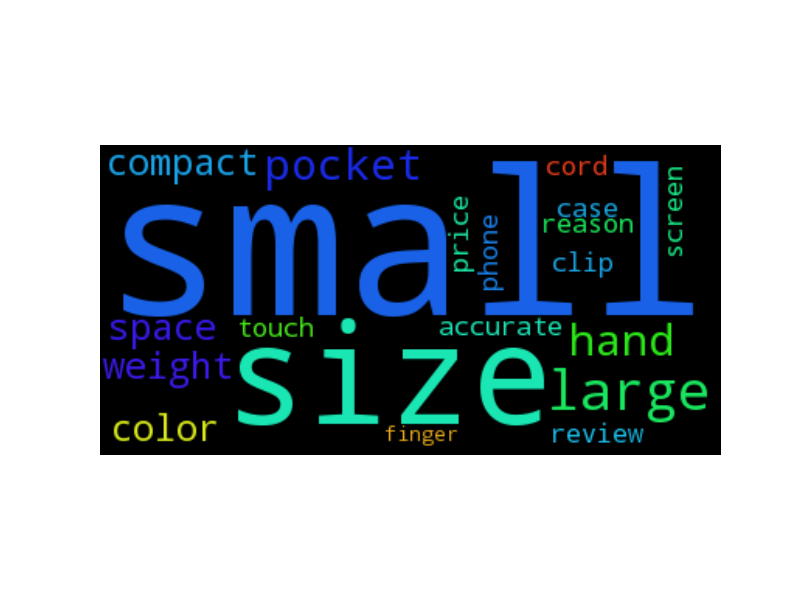 compact
pocket
cord
small
price
phone
case
reason
clip
screen
space
touch
accurate
hand
weight
size
large
color
finger
review